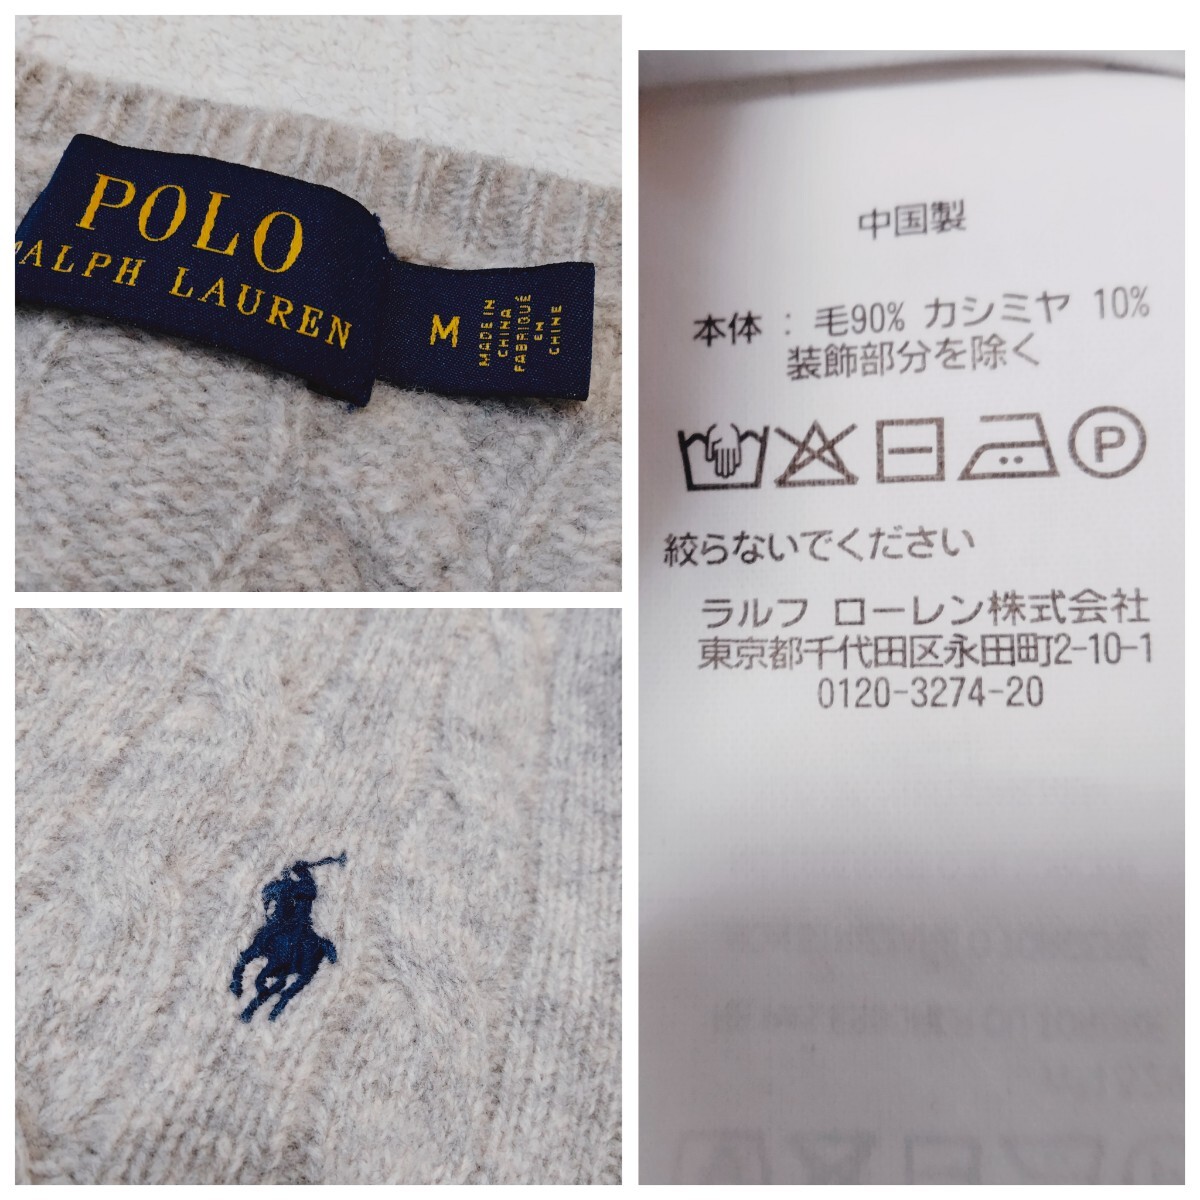 POLO
RALPH LAUREN
M
MADE IN
CHINA
FABRIQUÉ
EN
CHINE
中国製
本体 : 毛90% カシミヤ 10%
装飾部分を除く
P
絞らないでください
ラルフ ローレン株式会社
東京都千代田区永田町2-10-1
0120-3274-20